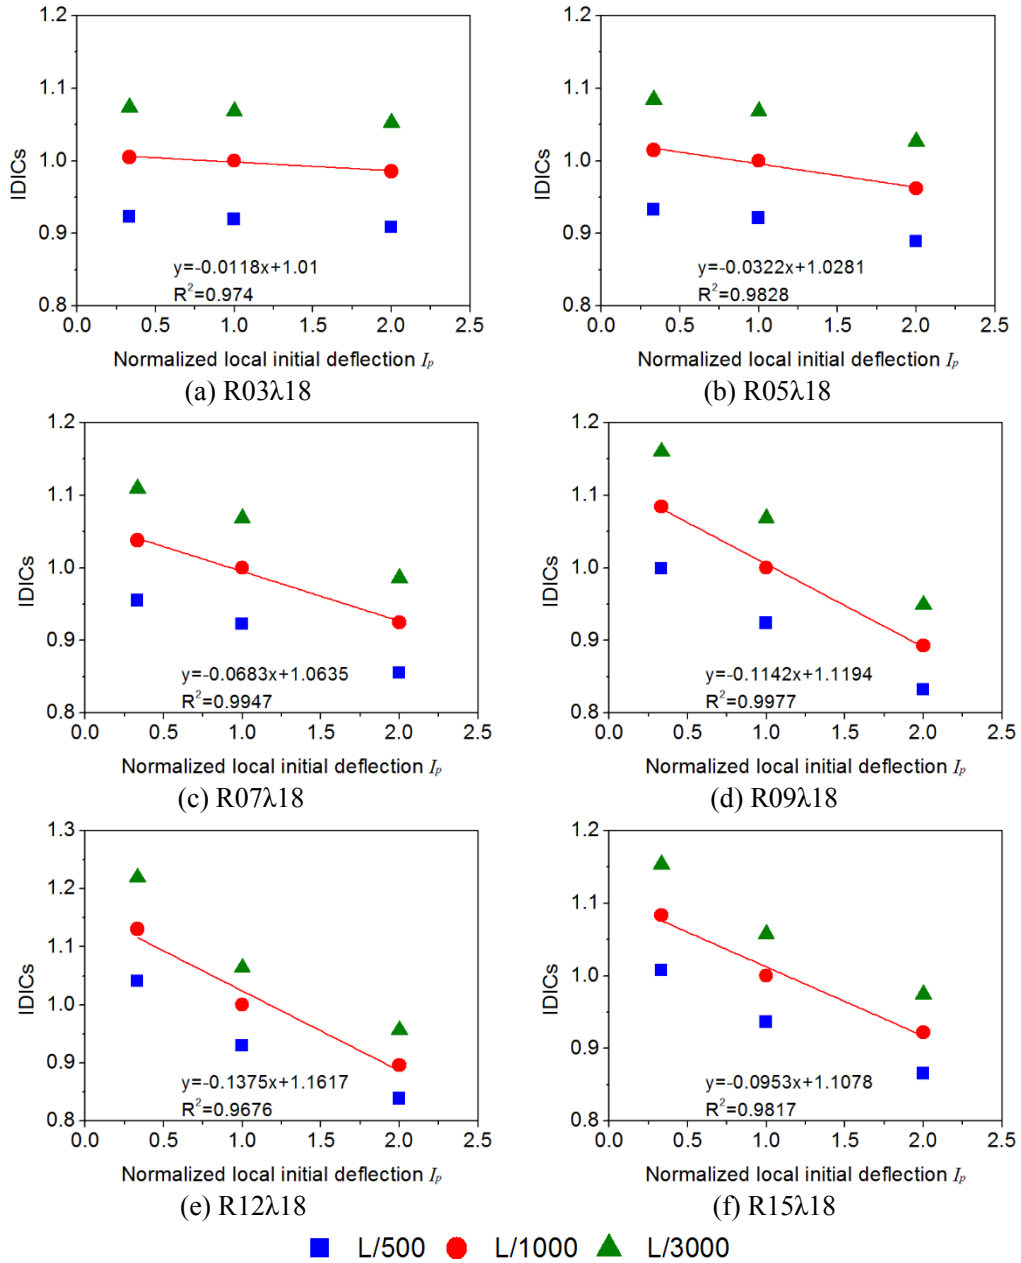 1.2
1.1
1.0
0.9
0.8
IDICs
y=-0.0118x+1.01
R²=0.974
0.0 0.5 1.0 1.5 2.0 2.5
Normalized local initial deflection Iₚ
(a) R03λ18
1.2
1.1
1.0
0.9
0.8
IDICs
y=-0.0322x+1.0281
R²=0.9828
0.0 0.5 1.0 1.5 2.0 2.5
Normalized local initial deflection Iₚ
(b) R05λ18
1.2
1.1
1.0
0.9
0.8
IDICs
y=-0.0683x+1.0635
R²=0.9947
0.0 0.5 1.0 1.5 2.0 2.5
Normalized local initial deflection Iₚ
(c) R07λ18
1.2
1.1
1.0
0.9
0.8
IDICs
y=-0.1142x+1.1194
R²=0.9977
0.0 0.5 1.0 1.5 2.0 2.5
Normalized local initial deflection Iₚ
(d) R09λ18
1.3
1.2
1.1
1.0
0.9
0.8
IDICs
y=-0.1375x+1.1617
R²=0.9676
0.0 0.5 1.0 1.5 2.0 2.5
Normalized local initial deflection Iₚ
(e) R12λ18
1.2
1.1
1.0
0.9
0.8
IDICs
y=-0.0953x+1.1078
R²=0.9817
0.0 0.5 1.0 1.5 2.0 2.5
Normalized local initial deflection Iₚ
(f) R15λ18
L/500 L/1000 L/3000